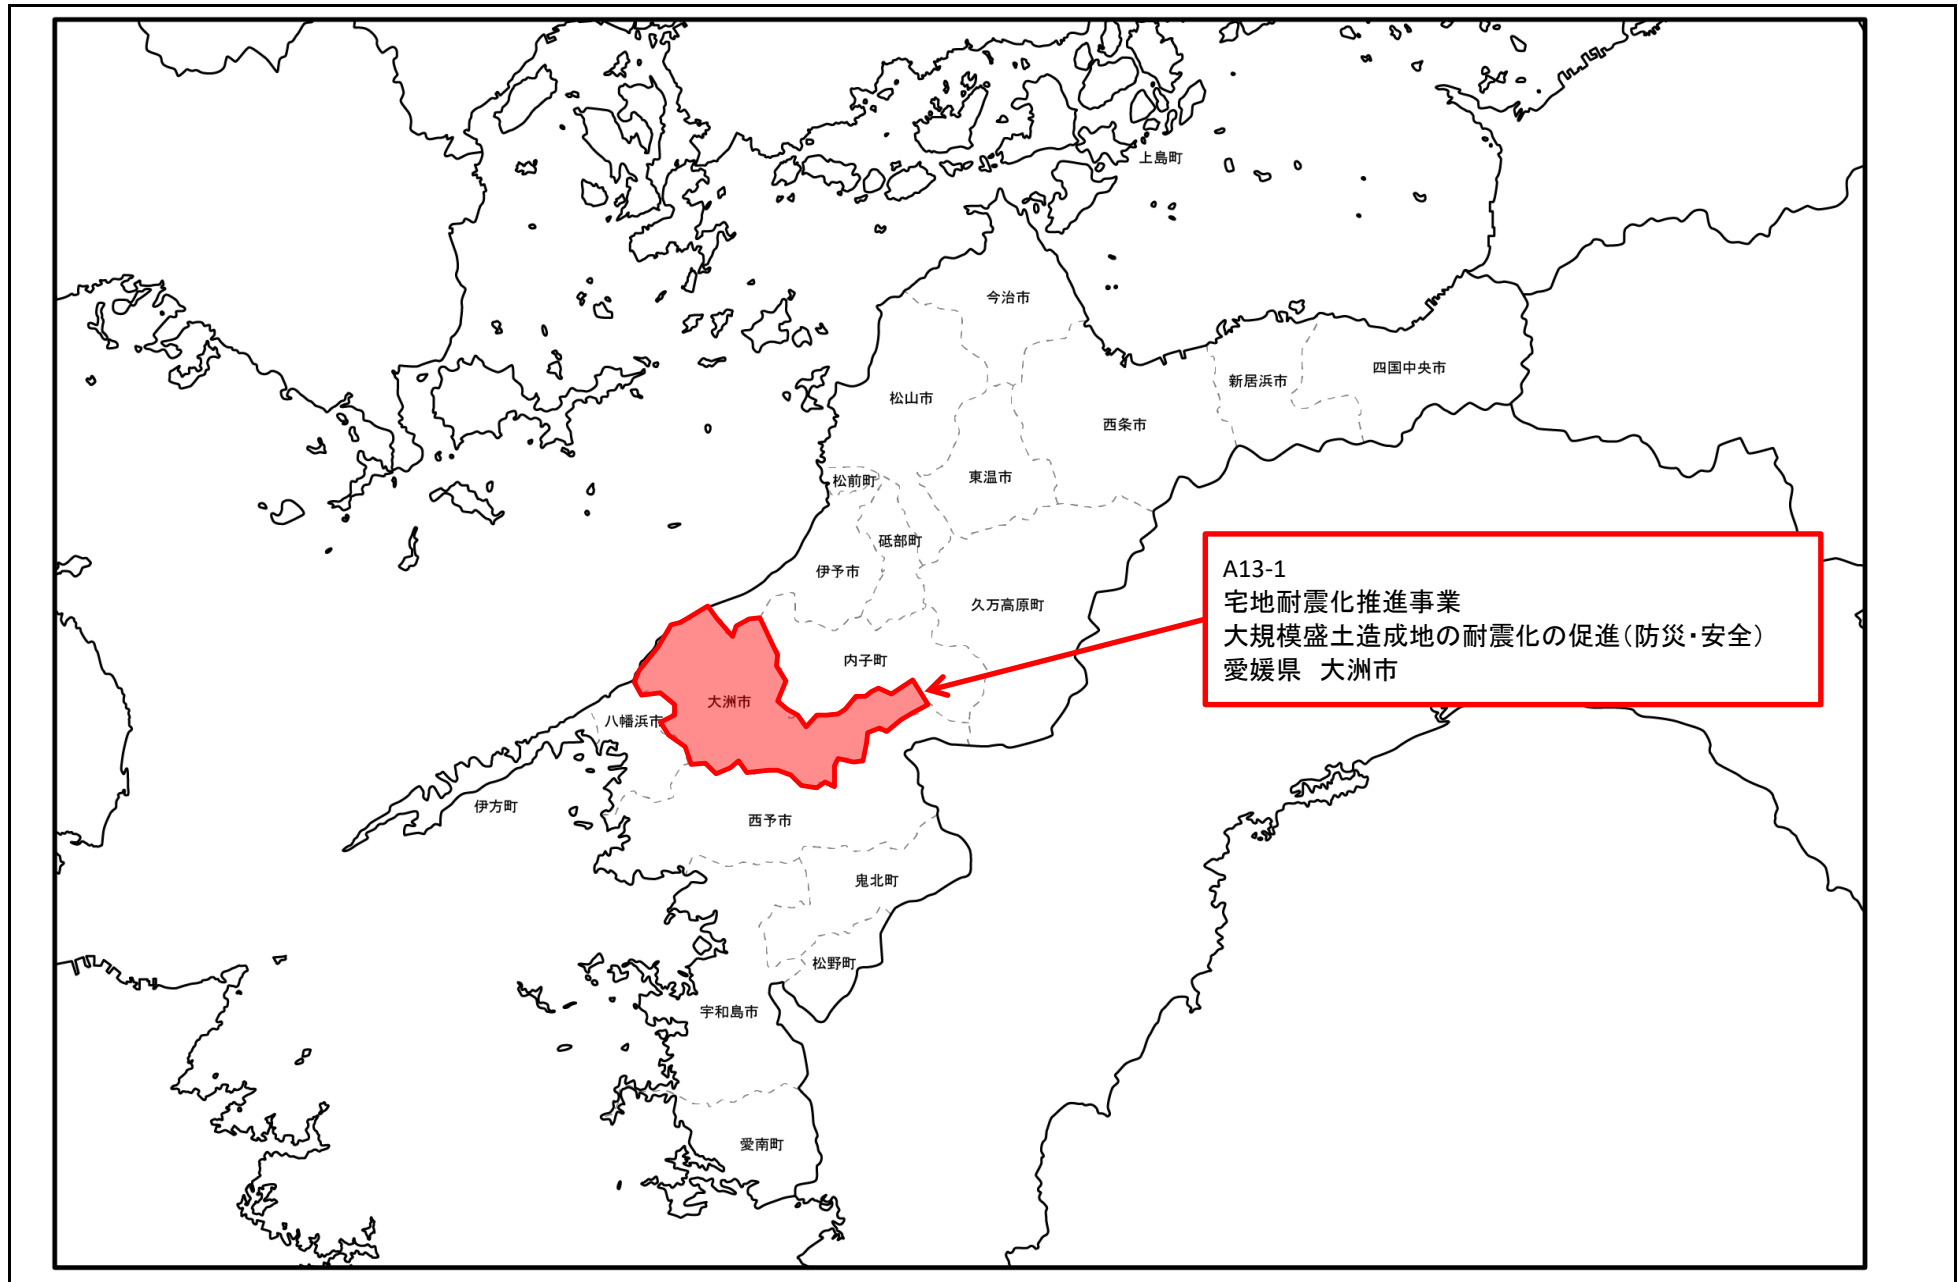 上島町
今治市
四国中央市
新居浜市
松山市
西条市
東温市
松前町
砥部町
伊予市
久万高原町
A13-1
宅地耐震化推進事業
大規模盛土造成地の耐震化の促進（防災・安全）
愛媛県　大洲市
内子町
大洲市
八幡浜市
伊方町
西予市
鬼北町
松野町
宇和島市
愛南町